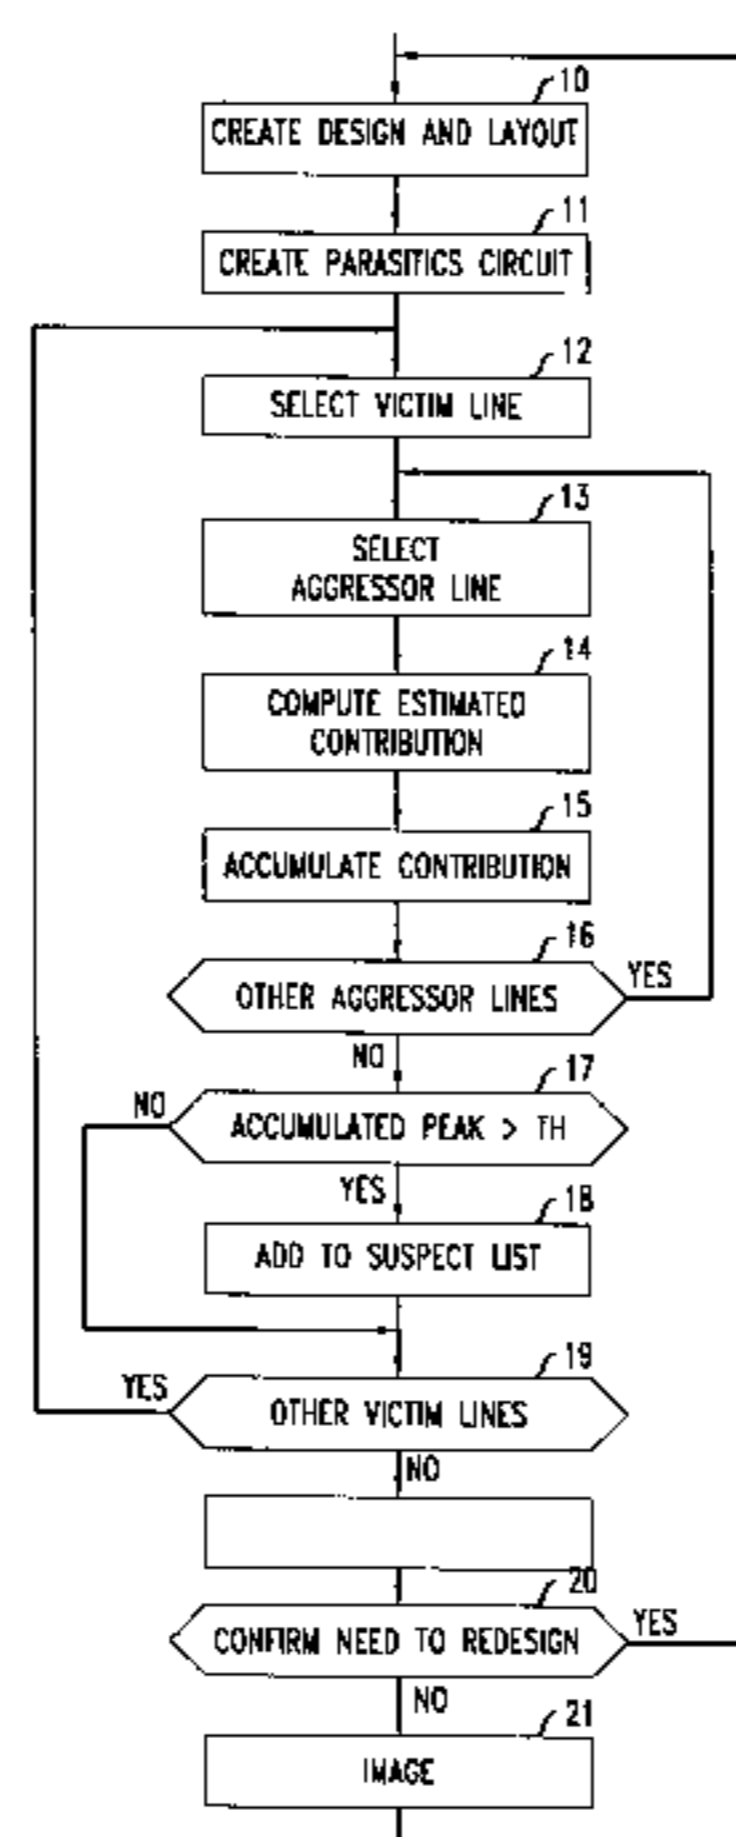 10
CREATE DESIGN AND LAYOUT
11
CREATE PARASITICS CIRCUIT
12
SELECT VICTIM LINE
13
SELECT
AGGRESSOR LINE
14
COMPUTE ESTIMATED
CONTRIBUTION
15
ACCUMULATE CONTRIBUTION
16
OTHER AGGRESSOR LINES
YES
NO
17
NO
ACCUMULATED PEAK > TH
YES
18
ADD TO SUSPECT LIST
19
YES
OTHER VICTIM LINES
NO
20
CONFIRM NEED TO REDESIGN
YES
NO
21
IMAGE